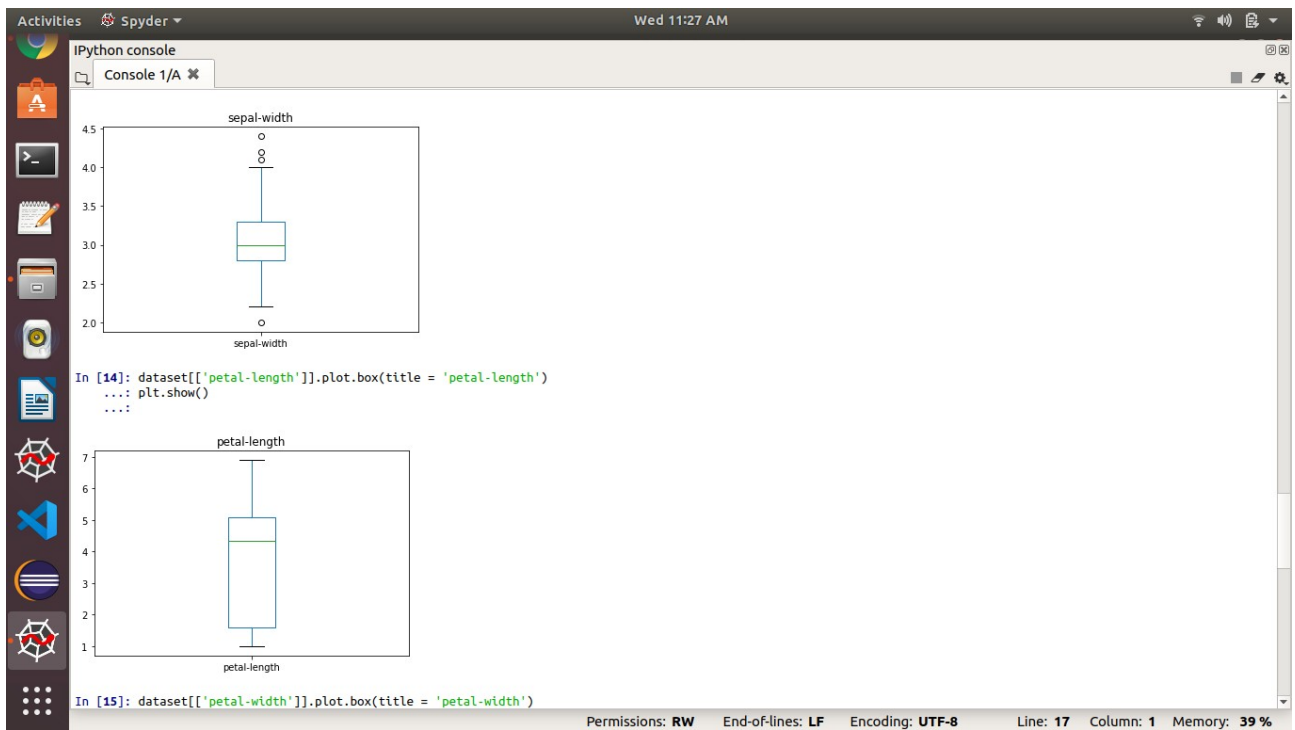 Activities Spyder Wed 11:27 AM
IPython console
Console 1/A
sepal-width
4.5
4.0
3.5
3.0
2.5
2.0
sepal-width
In [14]: dataset[['petal-length']].plot.box(title = 'petal-length')
...: plt.show()
...:
petal-length
7
6
5
4
3
2
1
petal-length
In [15]: dataset[['petal-width']].plot.box(title = 'petal-width')
Permissions: RW End-of-lines: LF Encoding: UTF-8 Line: 17 Column: 1 Memory: 39 %